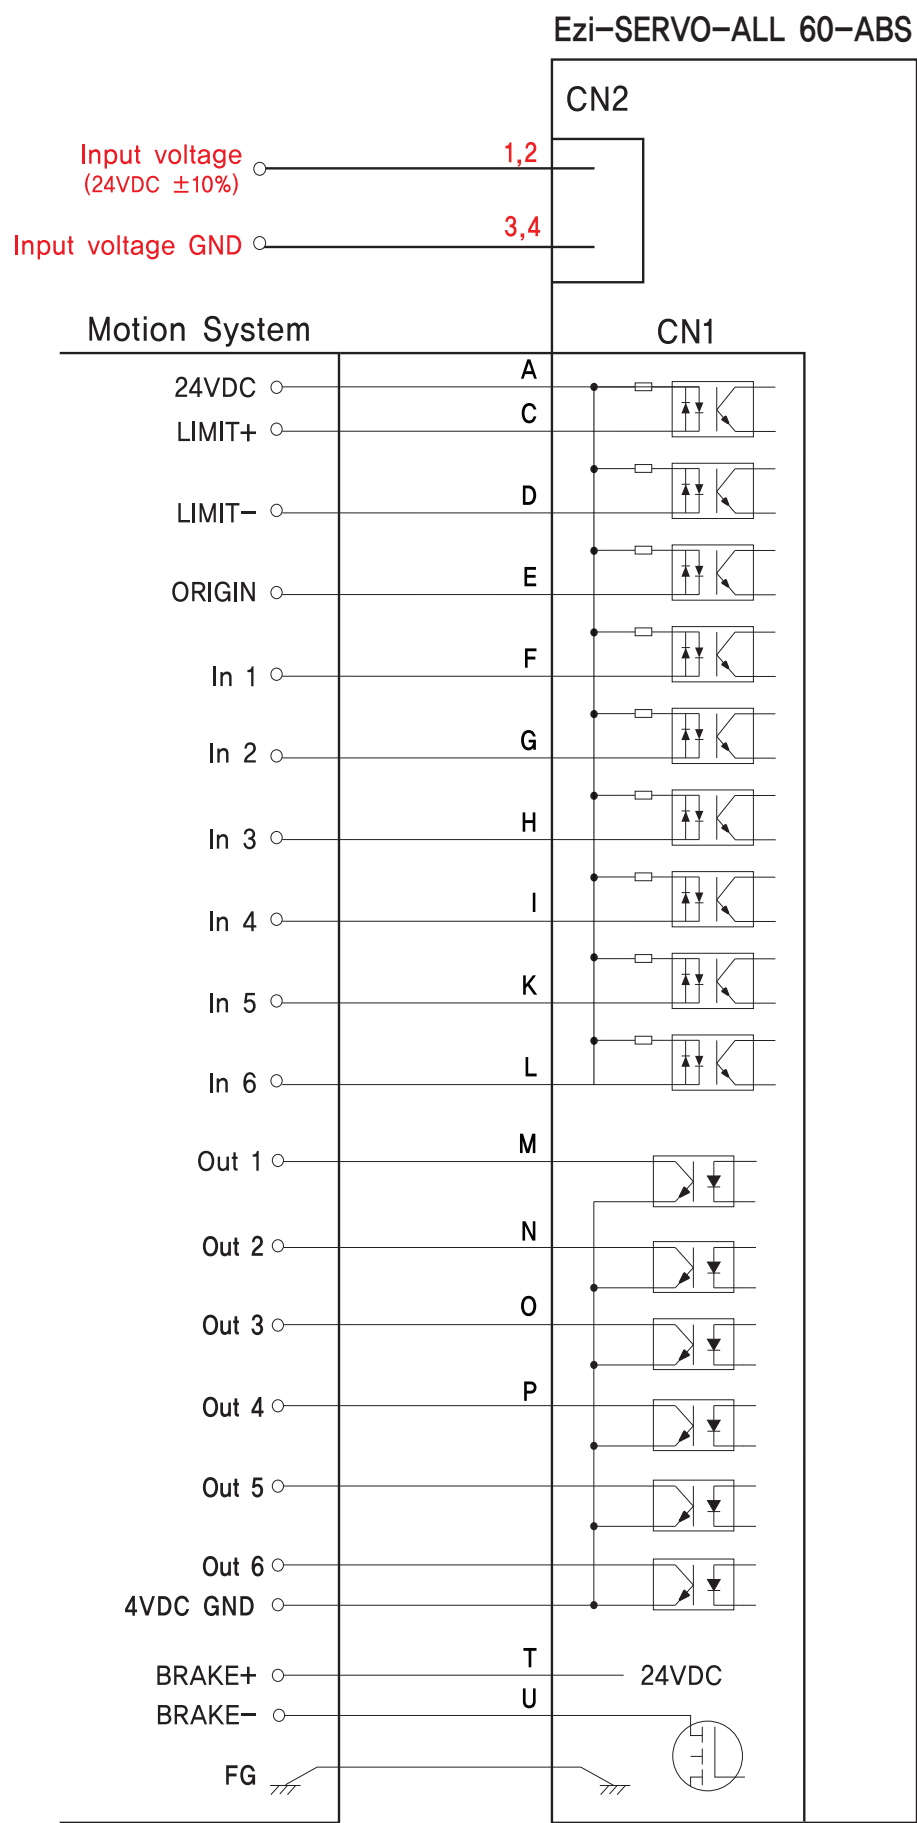 Ezi-SERVO-ALL 60-ABS
CN2
Input voltage 1,2
(24VDC ±10%)
Input voltage GND 3,4
Motion System CN1
24VDC A
LIMIT+ C
LIMIT- D
ORIGIN E
In 1 F
In 2 G
In 3 H
In 4 I
In 5 K
In 6 L
Out 1 M
Out 2 N
Out 3 O
Out 4 P
Out 5
Out 6
4VDC GND
BRAKE+ T 24VDC
BRAKE- U
FG